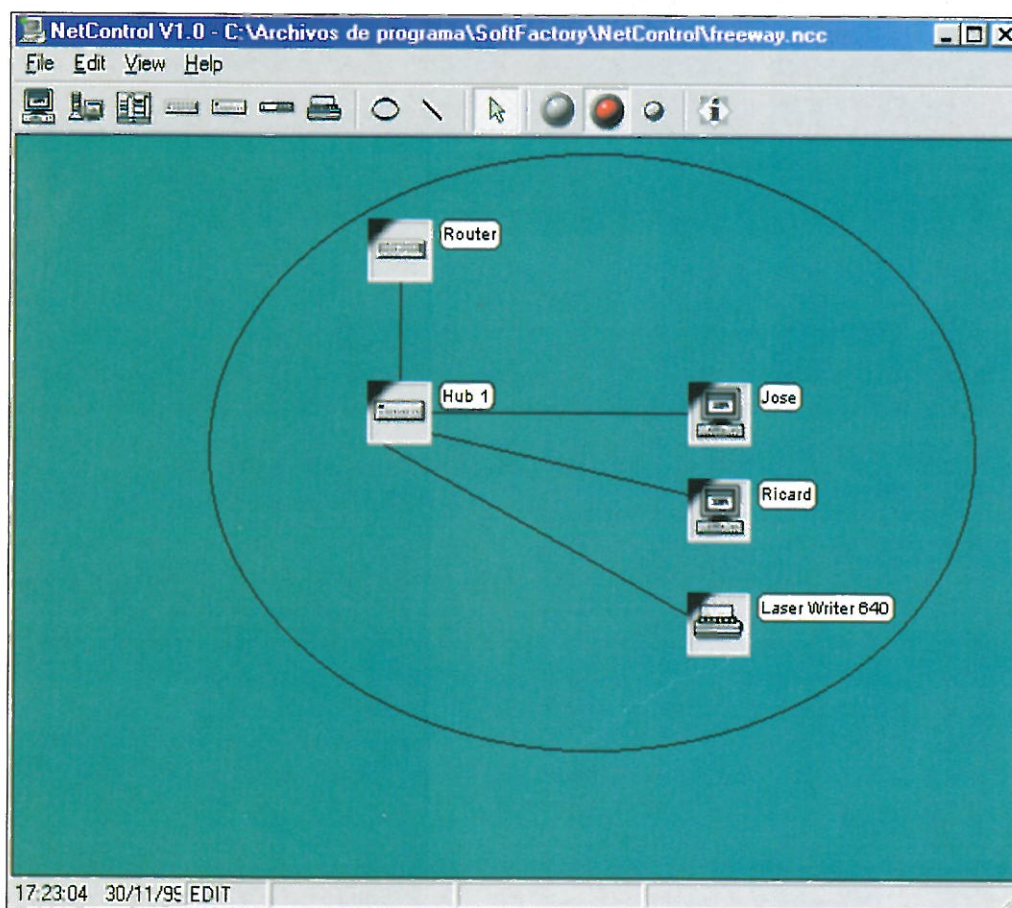 NetControl V1.0 - C:\Archivos de programa\SoftFactory\NetControl\freeway.ncc
File Edit View Help
Router
Hub 1
Jose
Ricard
Laser Writer 640
17:23:04 30/11/99 EDIT